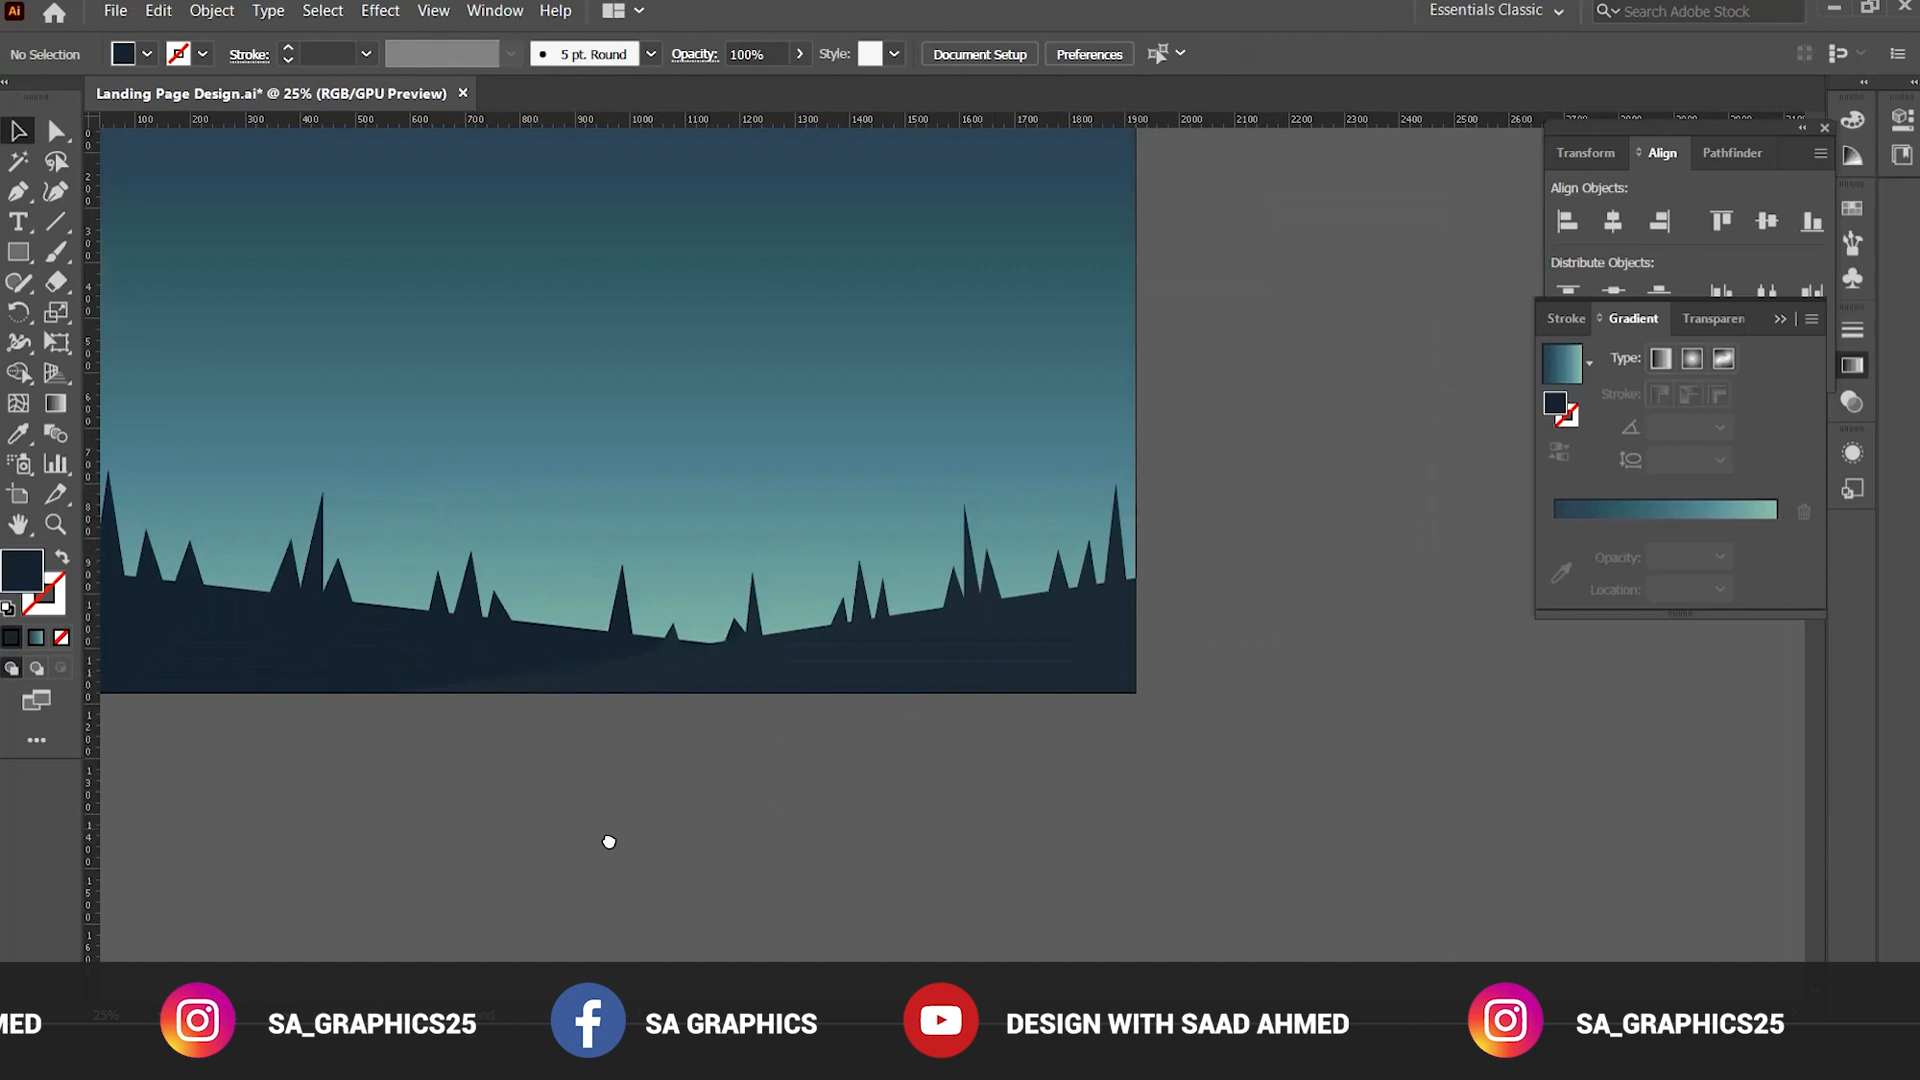 Ai File Edit Object Type Select Effect View Window Help Essentials Classic Search Adobe Stock
No Selection Stroke: 5 pt. Round Opacity: 100% Style: Document Setup Preferences
Landing Page Design.ai* @ 25% (RGB/GPU Preview) ×
100 200 300 400 500 600 700 800 900 1000 1100 1200 1300 1400 1500 1600 1700 1800 1900 2000 2100 2200 2300 2400 2500 2600
Transform Align Pathfinder
Align Objects:
Distribute Objects:
Stroke Gradient Transparen
Type:
Stroke:
Opacity:
Location:
25%
MED SA_GRAPHICS25 SA GRAPHICS DESIGN WITH SAAD AHMED SA_GRAPHICS25